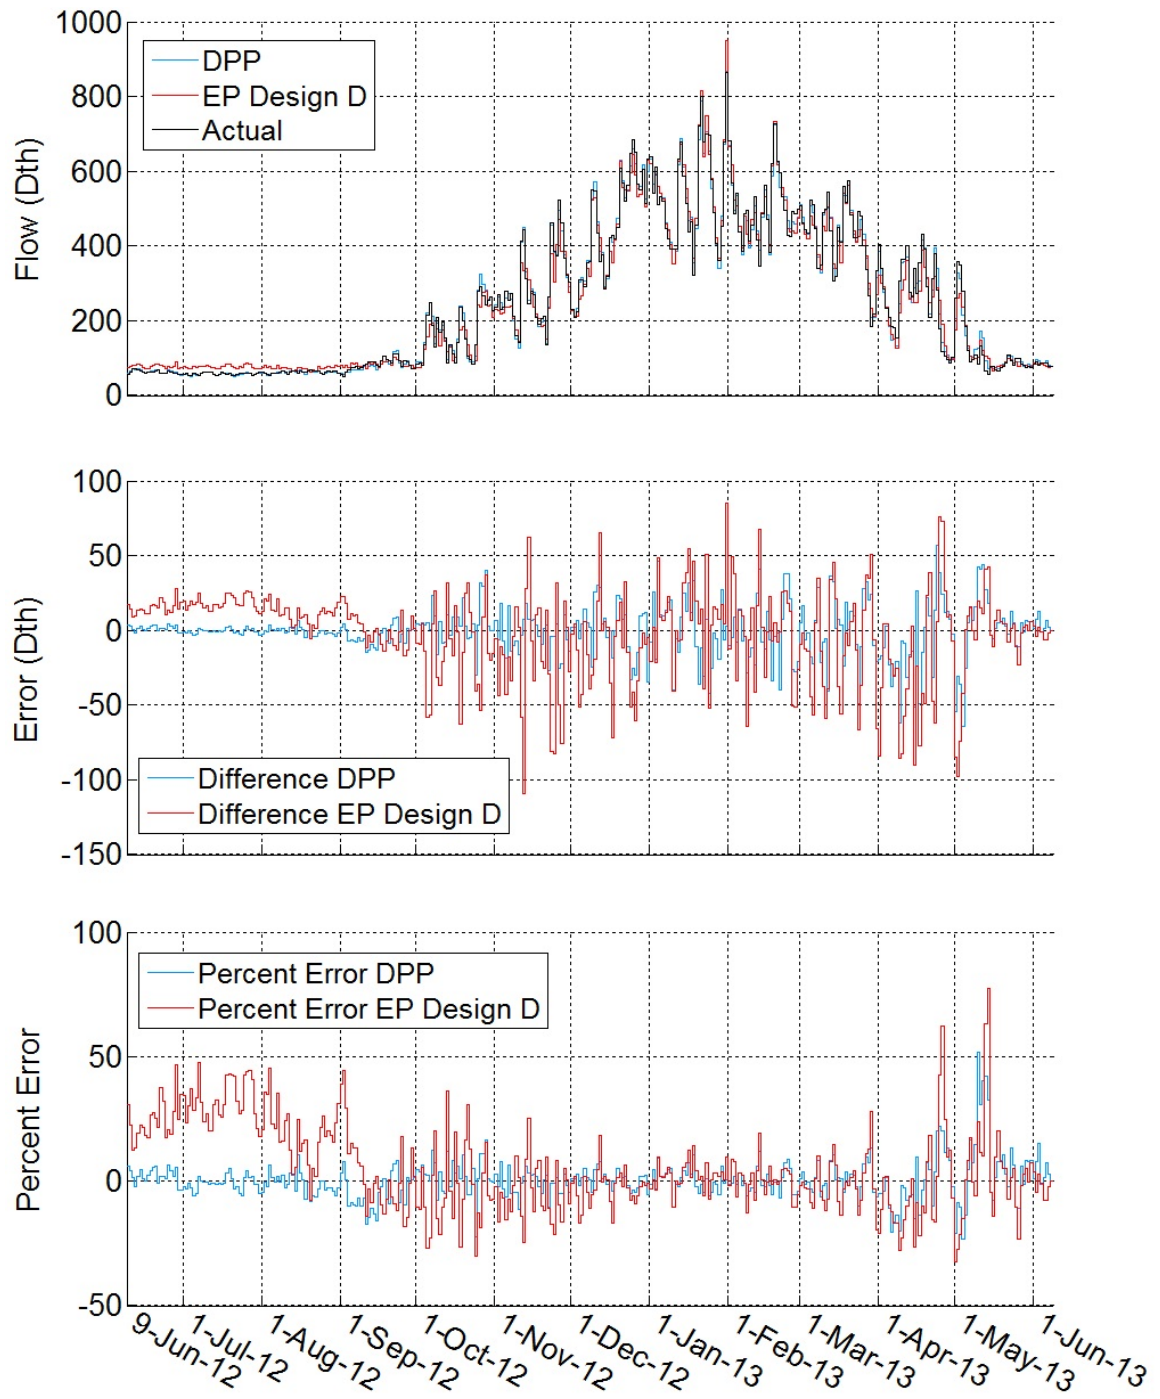 1000
800
600
400
200
0
Flow (Dth)
DPP
EP Design D
Actual
100
50
0
-50
-100
-150
Error (Dth)
Difference DPP
Difference EP Design D
100
50
0
-50
Percent Error
Percent Error DPP
Percent Error EP Design D
9-Jun-12
1-Jul-12
1-Aug-12
1-Sep-12
1-Oct-12
1-Nov-12
1-Dec-12
1-Jan-13
1-Feb-13
1-Mar-13
1-Apr-13
1-May-13
1-Jun-13